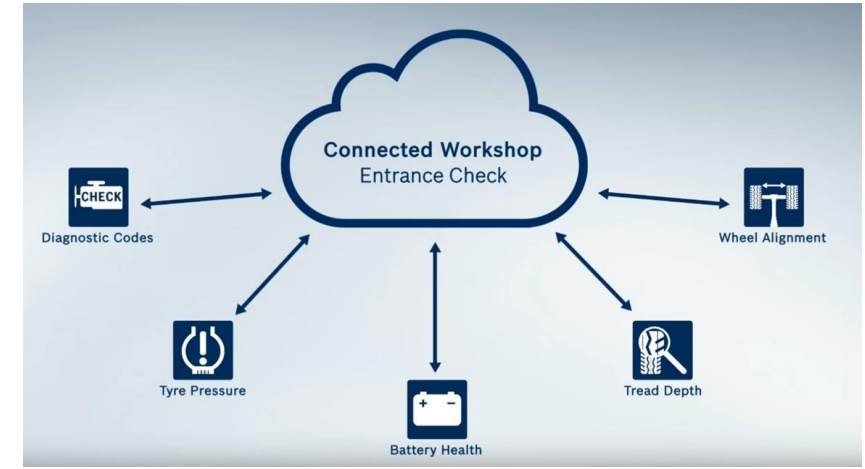 Connected Workshop
Entrance Check
CHECK
Diagnostic Codes
Wheel Alignment
Tyre Pressure
Tread Depth
+ -
Battery Health